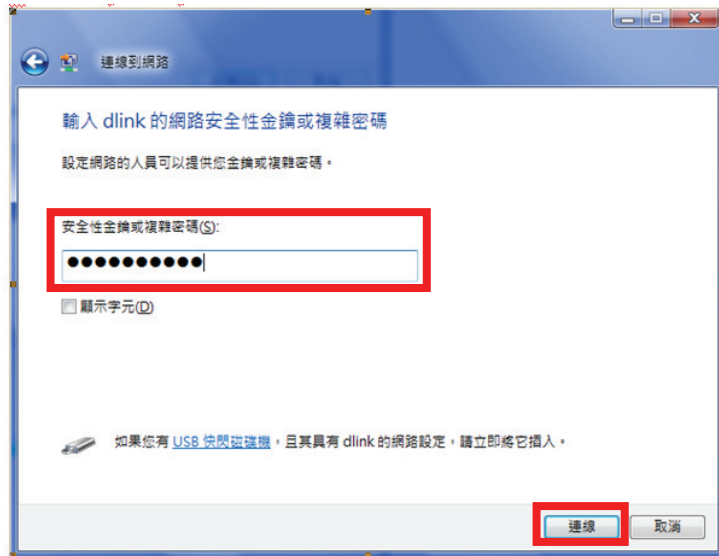 連線到網路
輸入 dlink 的網路安全性金鑰或複雜密碼
設定網路的人員可以提供您金鑰或複雜密碼。
安全性金鑰或複雜密碼(S):
●●●●●●●●●●
顯示字元(D)
如果您有 USB 快閃磁碟機，且其具有 dlink 的網路設定，請立即將它插入。
連線
取消